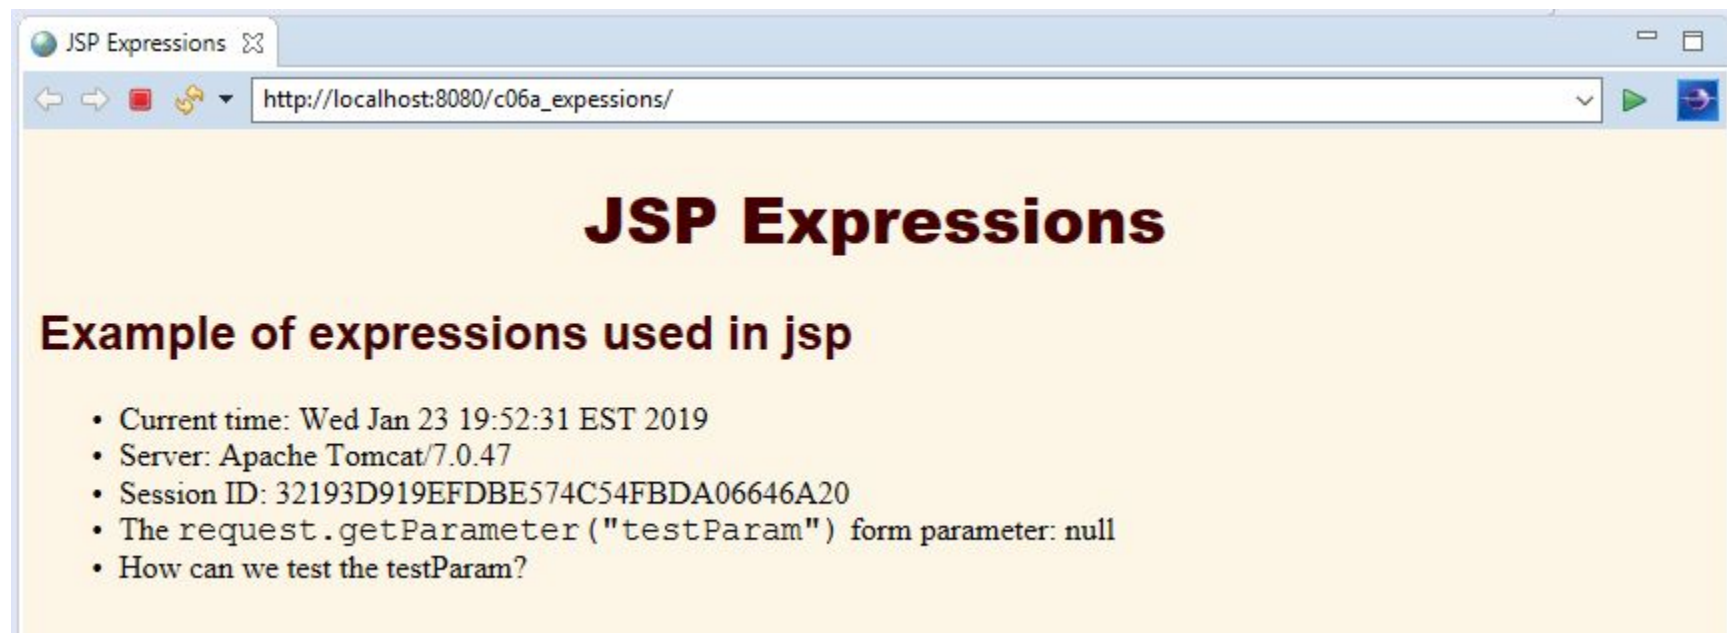 JSP Expressions
http://localhost:8080/c06a_expessions/
JSP Expressions
Example of expressions used in jsp
• Current time: Wed Jan 23 19:52:31 EST 2019
• Server: Apache Tomcat/7.0.47
• Session ID: 32193D919EFDBE574C54FBDA06646A20
• The request.getParameter("testParam") form parameter: null
• How can we test the testParam?